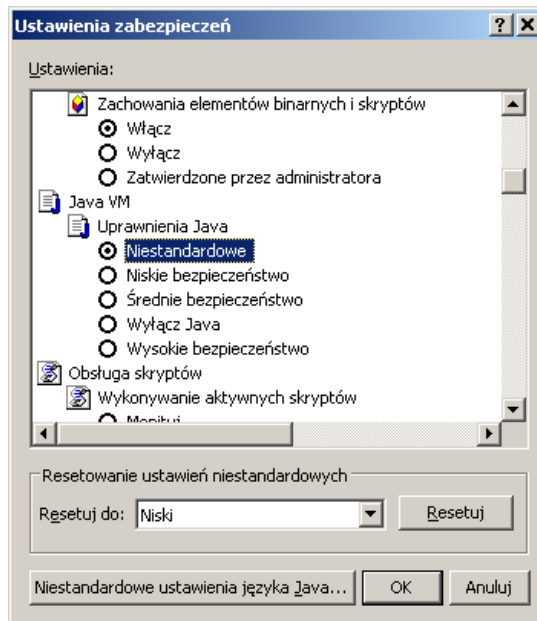 Ustawienia zabezpieczeń
Ustawienia:
Zachowania elementów binarnych i skryptów
Włącz
Wyłącz
Zatwierdzone przez administratora
Java VM
Uprawnienia Java
Niestandardowe
Niskie bezpieczeństwo
Średnie bezpieczeństwo
Wyłącz Java
Wysokie bezpieczeństwo
Obsługa skryptów
Wykonywanie aktywnych skryptów
Monituj
Resetowanie ustawień niestandardowych
Resetuj do: Niski Resetuj
Niestandardowe ustawienia języka Java... OK Anuluj